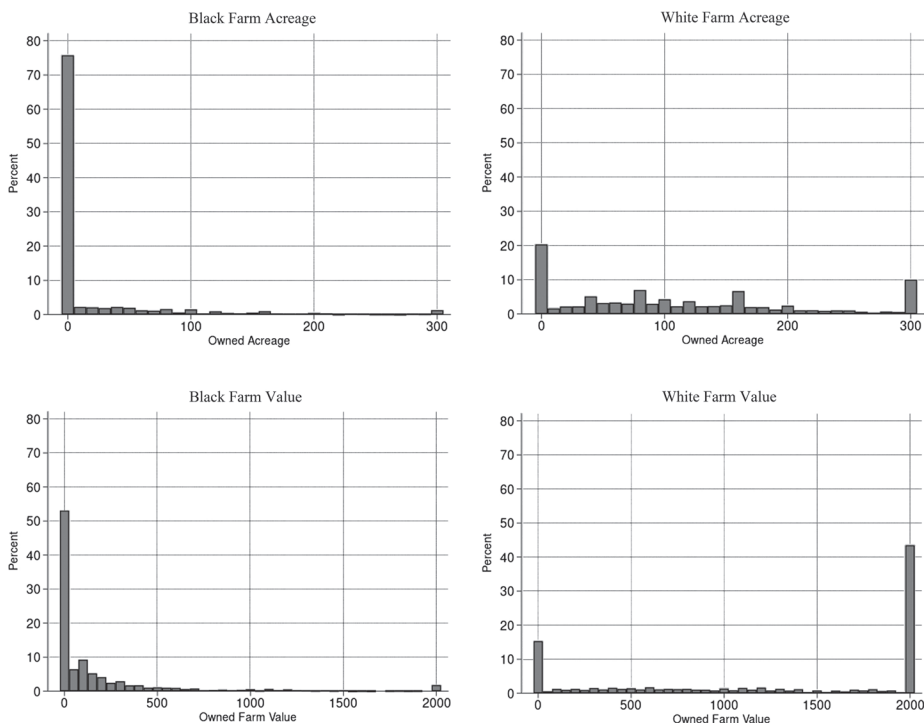 Black Farm Acreage
80
70
60
50
40
30
20
10
0
Percent
0 100 200 300
Owned Acreage
White Farm Acreage
80
70
60
50
40
30
20
10
0
Percent
0 100 200 300
Owned Acreage
Black Farm Value
80
70
60
50
40
30
20
10
0
Percent
0 500 1000 1500 2000
Owned Farm Value
White Farm Value
80
70
60
50
40
30
20
10
0
Percent
0 500 1000 1500 2000
Owned Farm Value